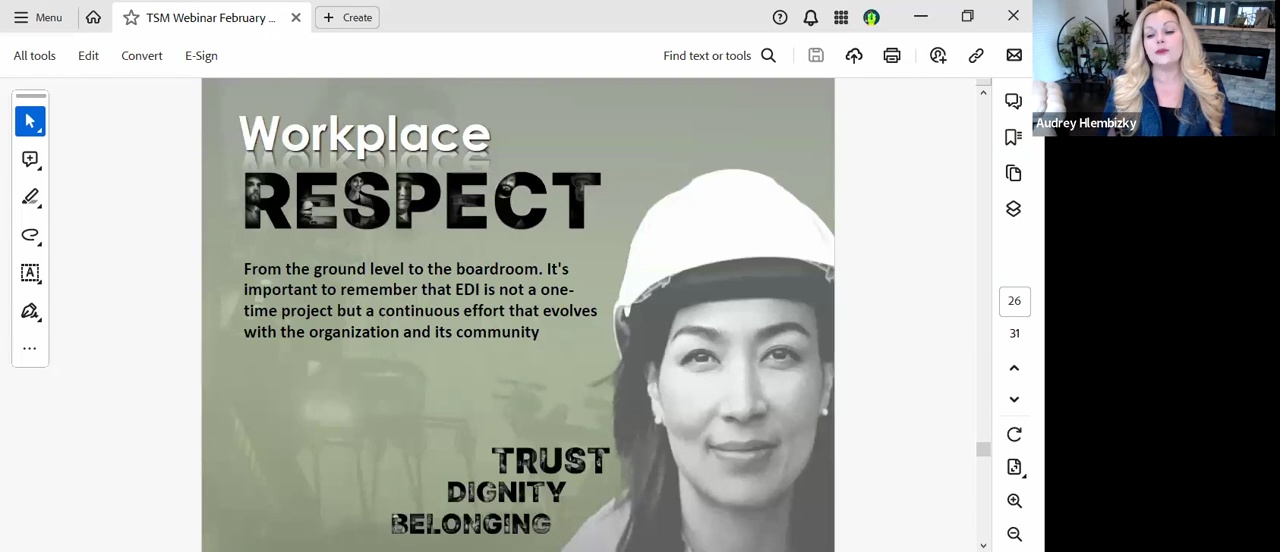 Menu
TSM Webinar February ...
Create
All tools
Edit
Convert
E-Sign
Find text or tools
Audrey Hlembizky
Workplace
RESPECT
From the ground level to the boardroom. It's
important to remember that EDI is not a one-
time project but a continuous effort that evolves
with the organization and its community
TRUST
DIGNITY
BELONGING
26
31